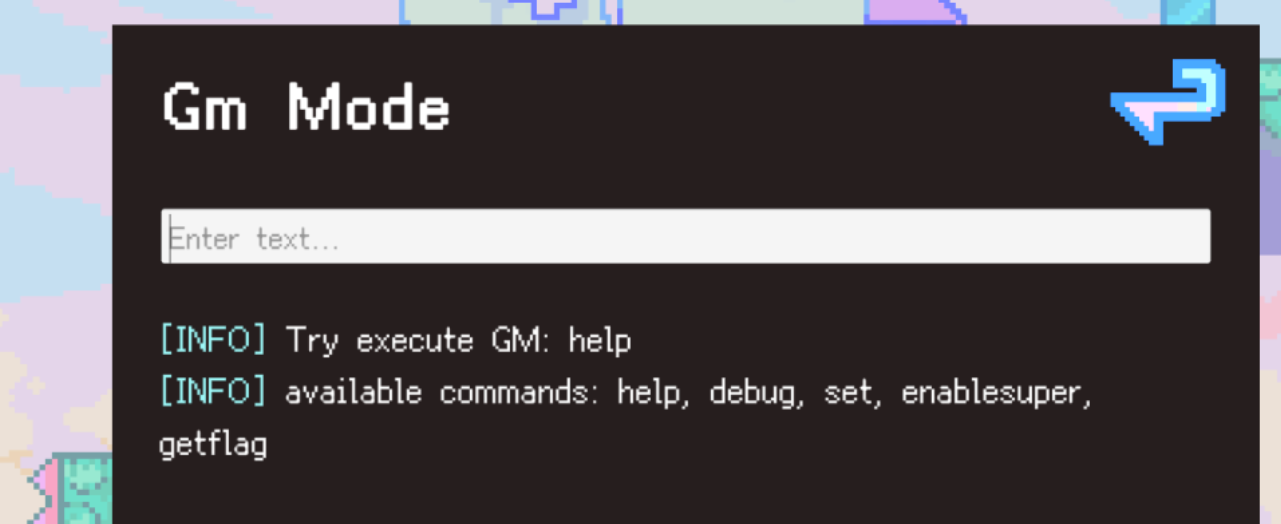 Gm Mode
Enter text...
[INFO] Try execute GM: help
[INFO] available commands: help, debug, set, enablesuper,
getflag